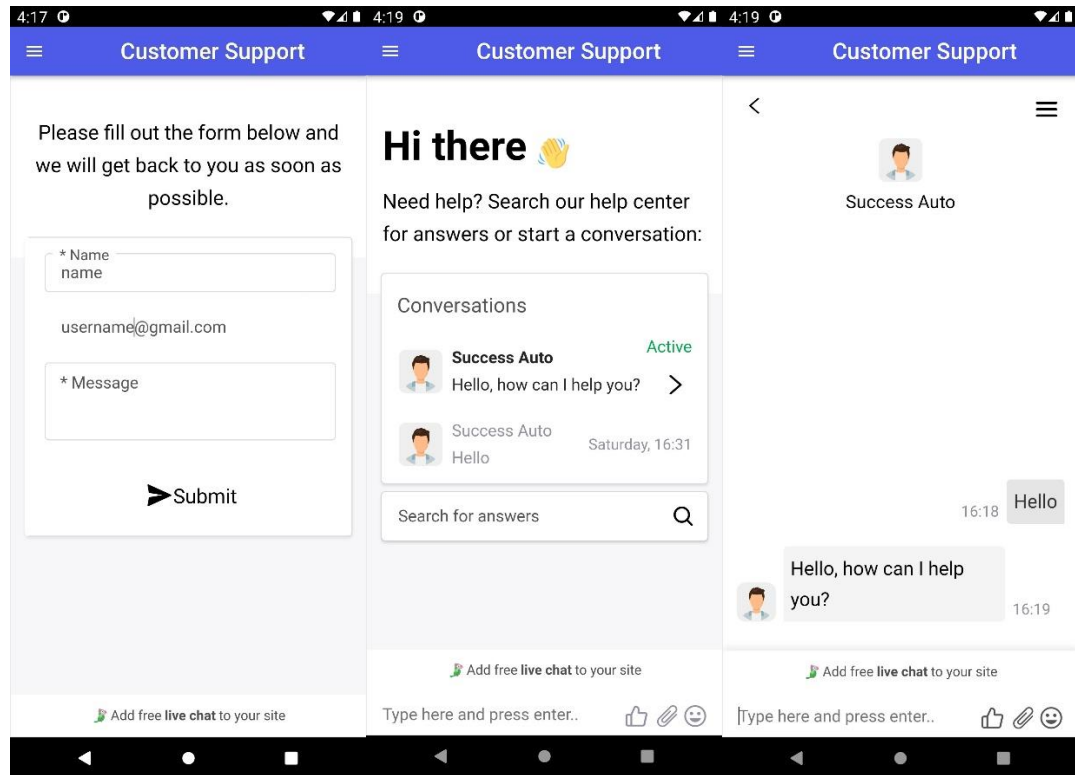 4:17
Customer Support
Please fill out the form below and
we will get back to you as soon as
possible.
* Name
name
username@gmail.com
* Message
Submit
Add free live chat to your site
4:19
Customer Support
Hi there 👋
Need help? Search our help center
for answers or start a conversation:
Conversations
Active
Success Auto
Hello, how can I help you?
Success Auto
Saturday, 16:31
Hello
Search for answers
Add free live chat to your site
Type here and press enter..
4:19
Customer Support
Success Auto
16:18 Hello
Hello, how can I help
you?
16:19
Add free live chat to your site
Type here and press enter..